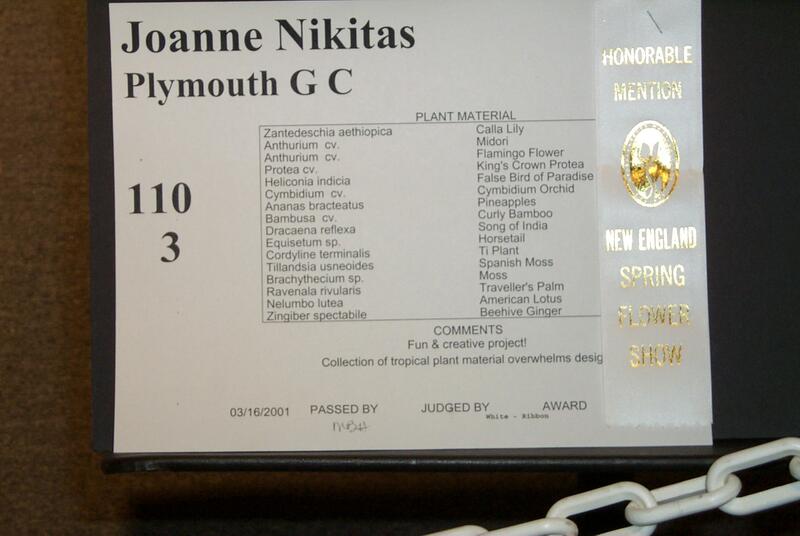 Joanne Nikitas
Plymouth G C
110
3
PLANT MATERIAL
Zantedeschia aethiopica Calla Lily
Anthurium cv. Midori
Anthurium cv. Flamingo Flower
Protea cv. King's Crown Protea
Heliconia indicia False Bird of Paradise
Cymbidium cv. Cymbidium Orchid
Ananas bracteatus Pineapples
Bambusa cv. Curly Bamboo
Dracaena reflexa Song of India
Equisetum sp. Horsetail
Cordyline terminalis Ti Plant
Tillandsia usneoides Spanish Moss
Brachythecium sp. Moss
Ravenala rivularis Traveller's Palm
Nelumbo lutea American Lotus
Zingiber spectabile Beehive Ginger
COMMENTS
Fun & creative project!
Collection of tropical plant material overwhelms desig
03/16/2001 PASSED BY JUDGED BY AWARD
White - Ribbon
HONORABLE
MENTION
NEW ENGLAND
SPRING
FLOWER
SHOW